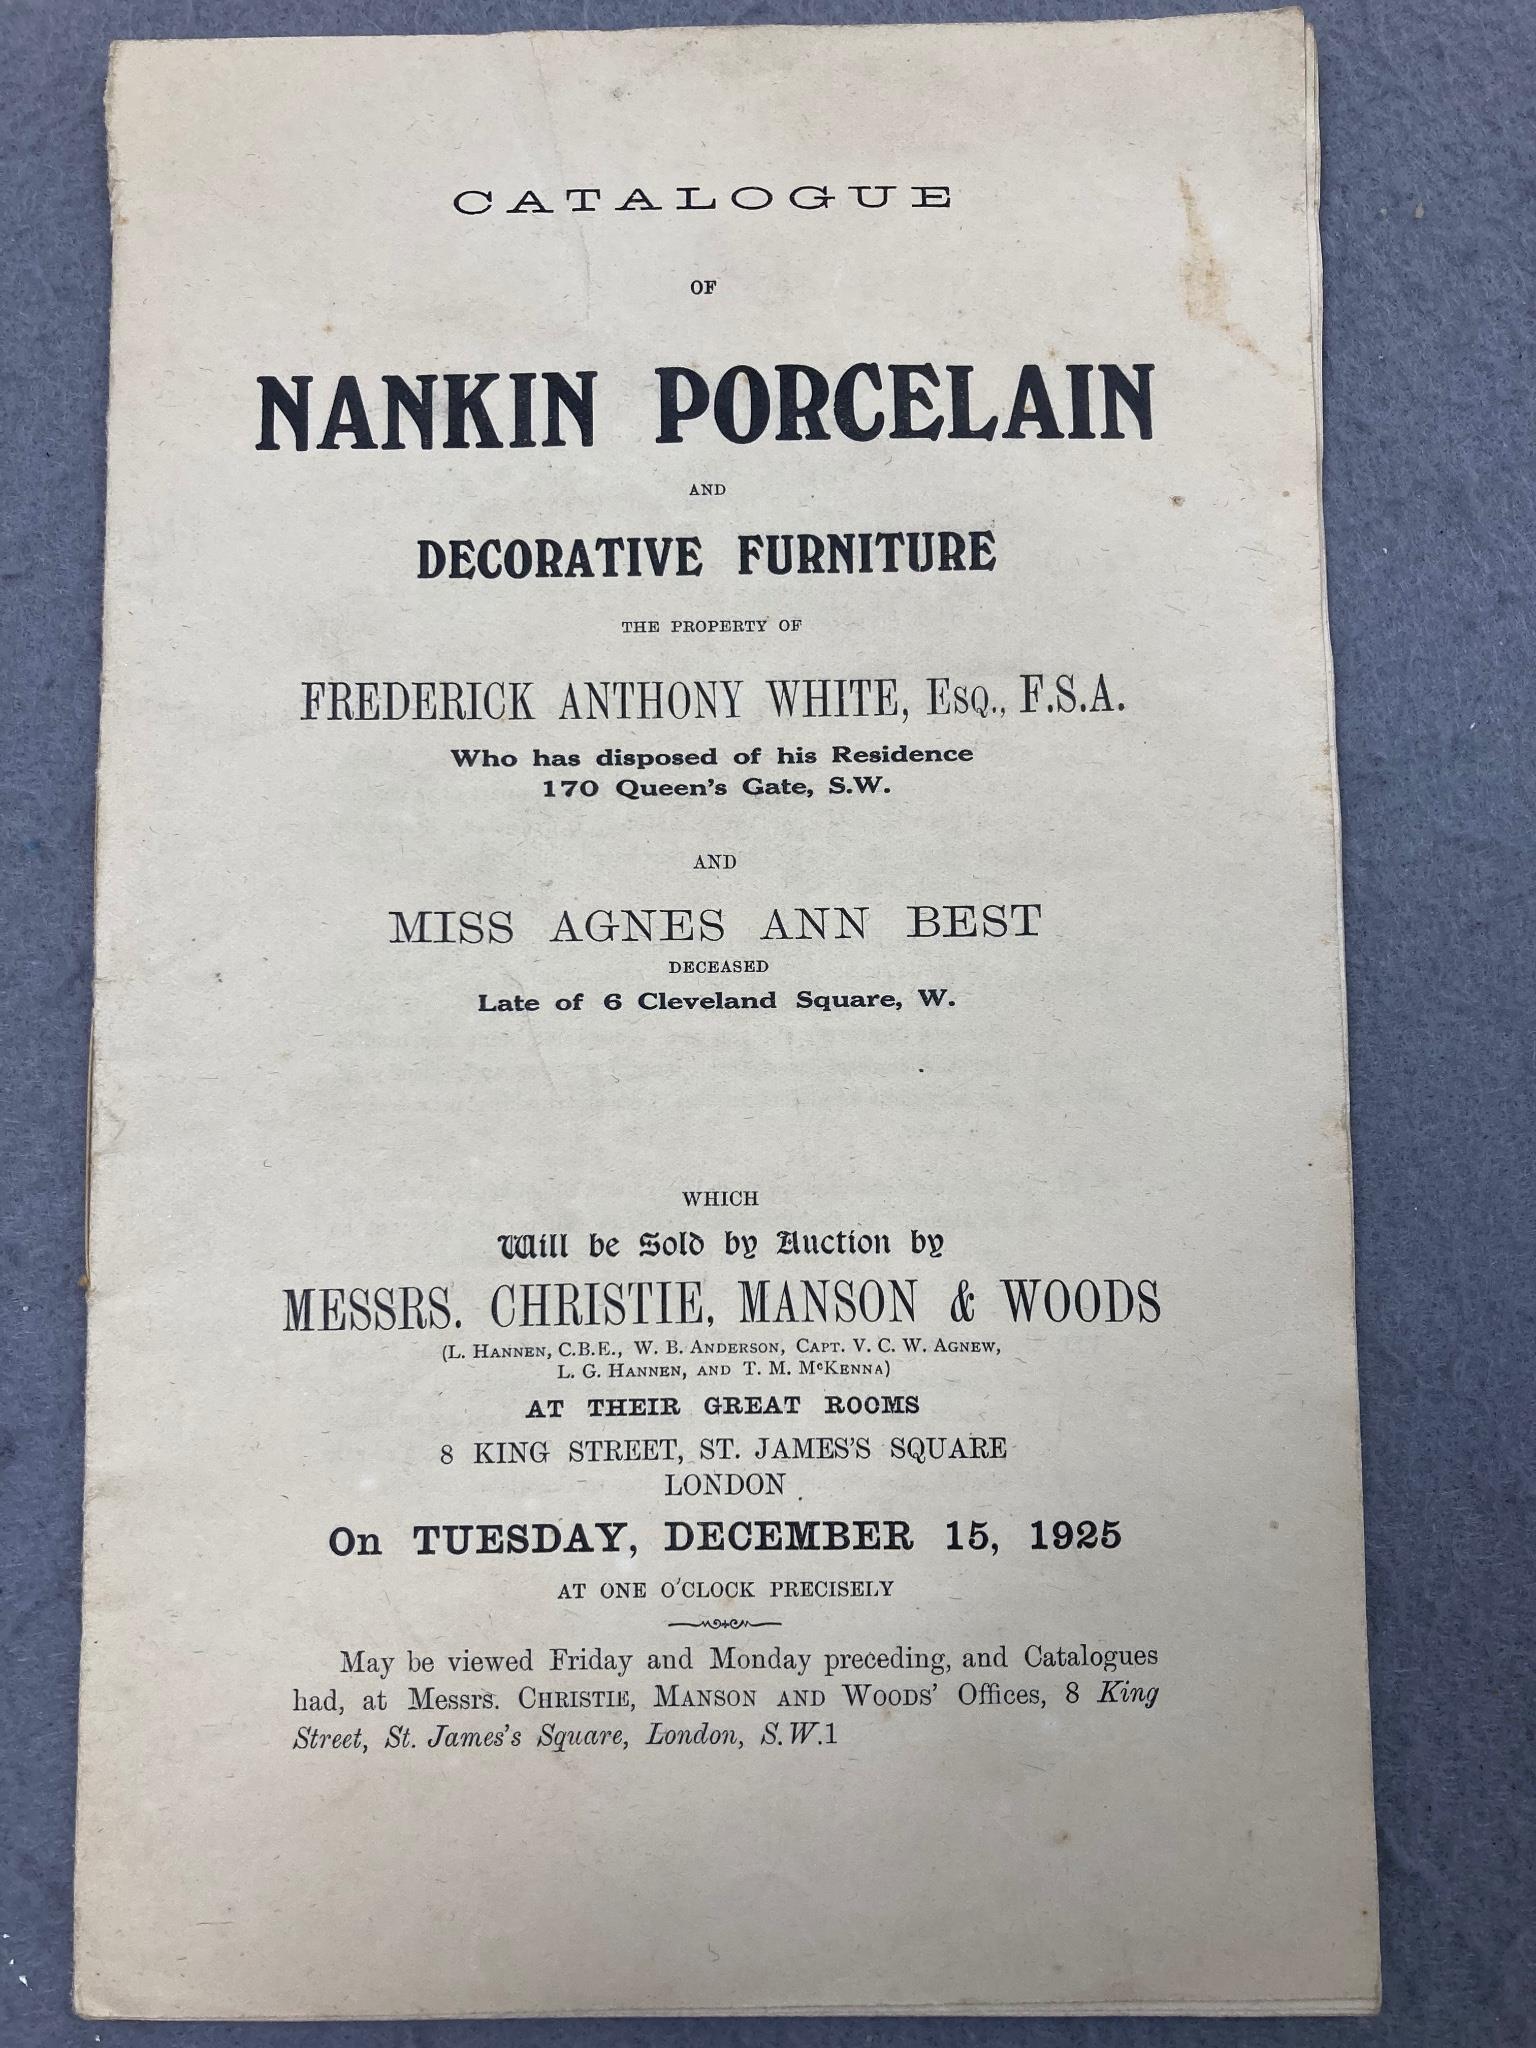 CATALOGUE
OF
NANKIN PORCELAIN
AND
DECORATIVE FURNITURE
THE PROPERTY OF
FREDERICK ANTHONY WHITE, ESQ., F.S.A.
Who has disposed of his Residence
170 Queen's Gate, S.W.
AND
MISS AGNES ANN BEST
DECEASED
Late of 6 Cleveland Square, W.
WHICH
Will be Sold by Auction by
MESSRS. CHRISTIE, MANSON & WOODS
(L. HANNEN, C.B.E., W. B. ANDERSON, CAPT. V. C. W. AGNEW,
L. G. HANNEN, AND T. M. McKENNA)
AT THEIR GREAT ROOMS
8 KING STREET, ST. JAMES'S SQUARE
LONDON
On TUESDAY, DECEMBER 15, 1925
AT ONE O'CLOCK PRECISELY
May be viewed Friday and Monday preceding, and Catalogues
had, at Messrs. CHRISTIE, MANSON AND WOODS' Offices, 8 King
Street, St. James's Square, London, S.W.1